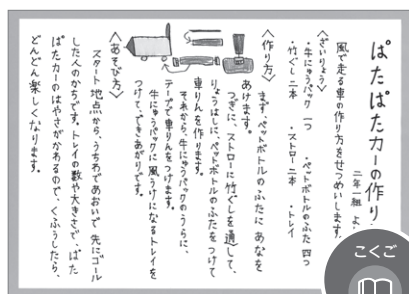 ぱたぱたカーの作り
二年一組 よ
風で走る車の作り方をせつめいします
〈ざいりょう〉
・牛にゅうパック 一つ ・ペットボトルのふた 四つ
・竹ぐし 二本 ・ストロー 二本 ・トレイ
〈作り方〉
まず、ペットボトルのふたに あなを
あけます。
つぎに、ストローに 竹ぐしを通して、
りょうはしに、ペットボトルのふたをつけて
車りんを作ります。
それから、牛にゅうパックのうらに、
テープで車りんをつけます。
牛にゅうパックに風うけになるトレイを
つけて、できあがりです。
〈あそび方〉
スタート地点から、うちわであおいで 先にゴール
した人のかちです。トレイの数や大きさで、ぱた
ぱたカーのはやさがかわるので、くふうしたら、
どんどん楽しくなります。
こくご